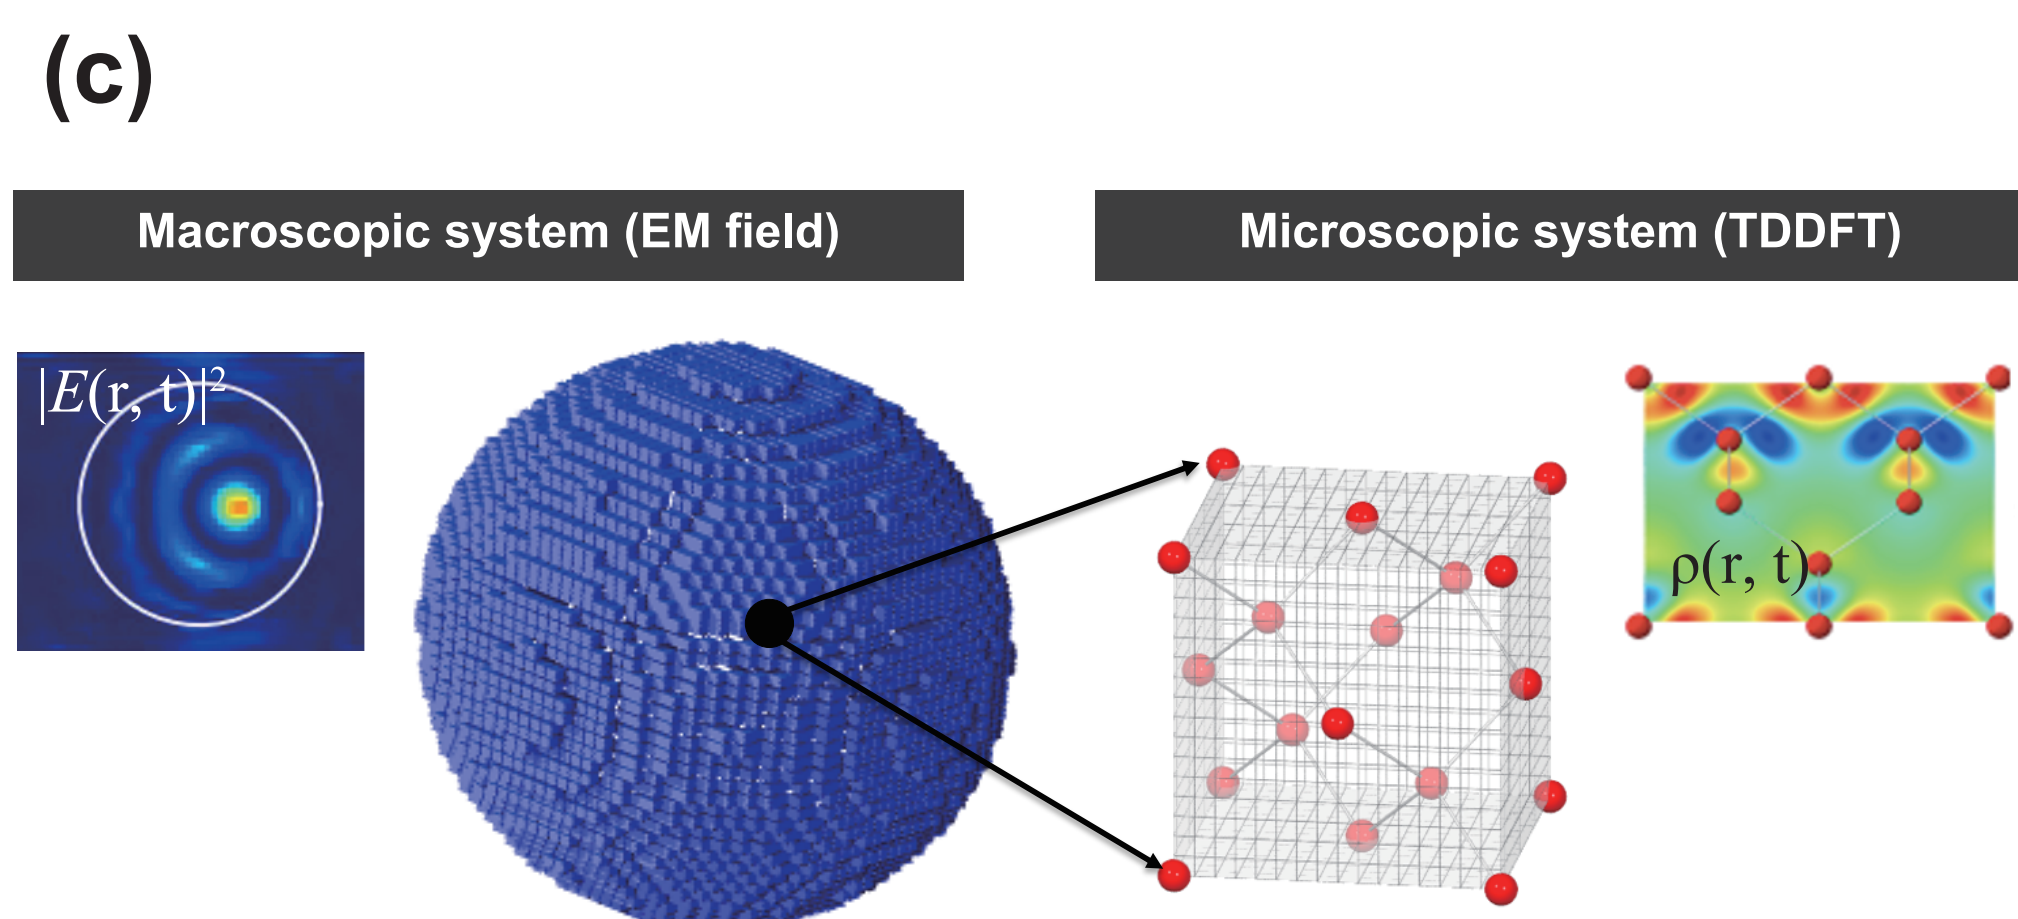 (c)
Macroscopic system (EM field)
Microscopic system (TDDFT)
|E(r, t)|²
ρ(r, t)